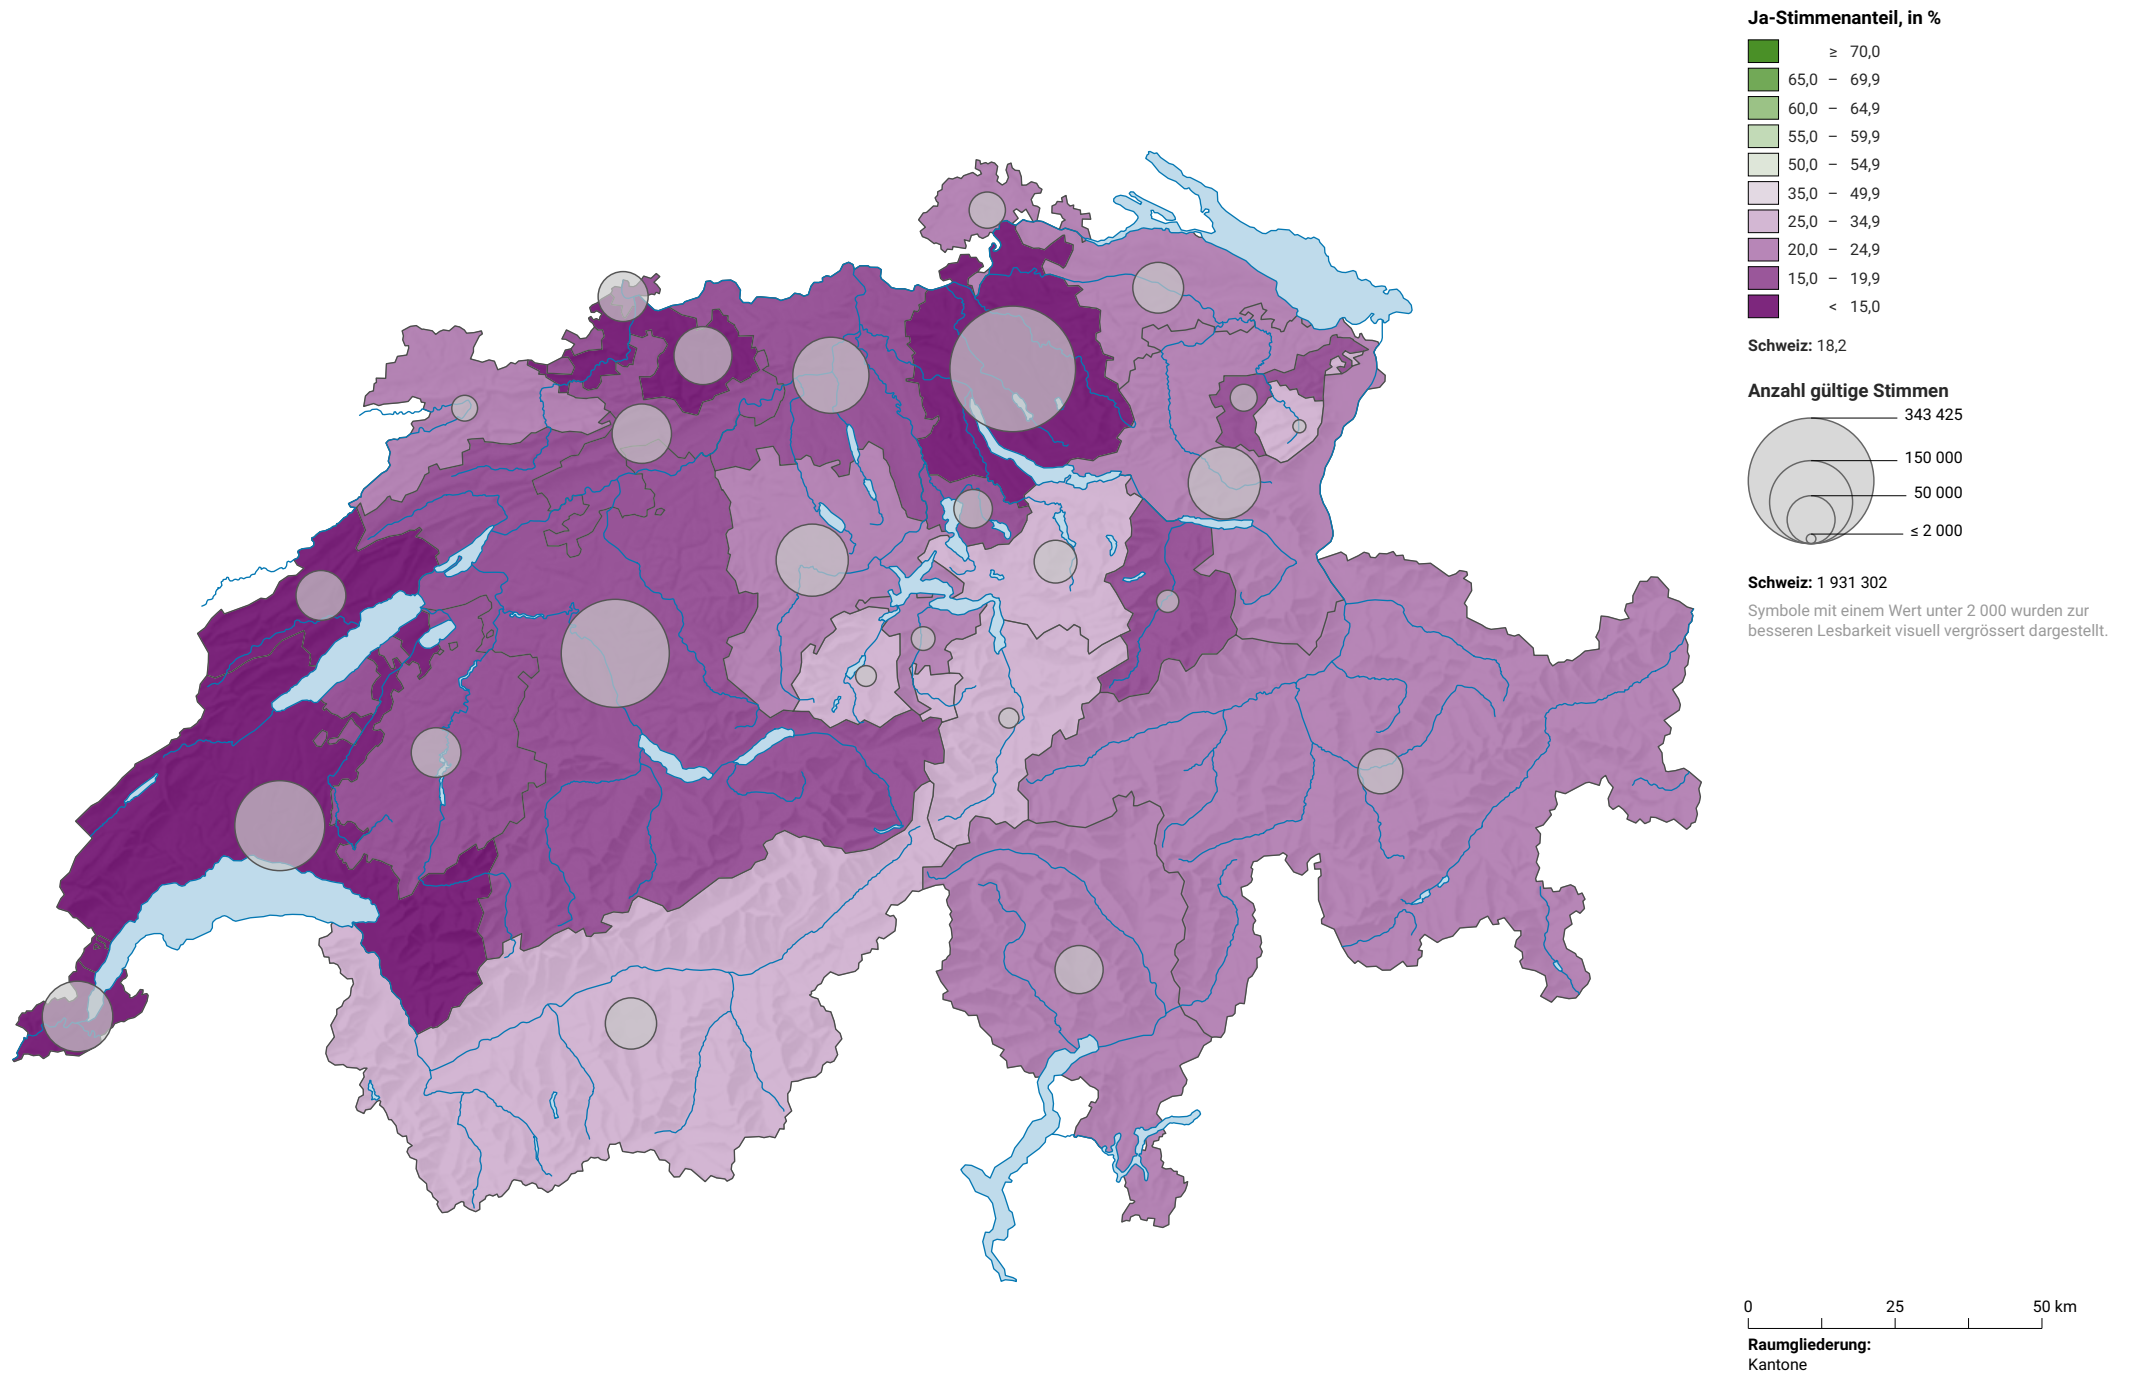 Ja-Stimmenanteil, in %
≥ 70,0
65,0 – 69,9
60,0 – 64,9
55,0 – 59,9
50,0 – 54,9
35,0 – 49,9
25,0 – 34,9
20,0 – 24,9
15,0 – 19,9
< 15,0
Schweiz: 18,2
Anzahl gültige Stimmen
343 425
150 000
50 000
≤ 2 000
Schweiz: 1 931 302
Symbole mit einem Wert unter 2 000 wurden zur
besseren Lesbarkeit visuell vergrössert dargestellt.
0 25 50 km
Raumgliederung:
Kantone